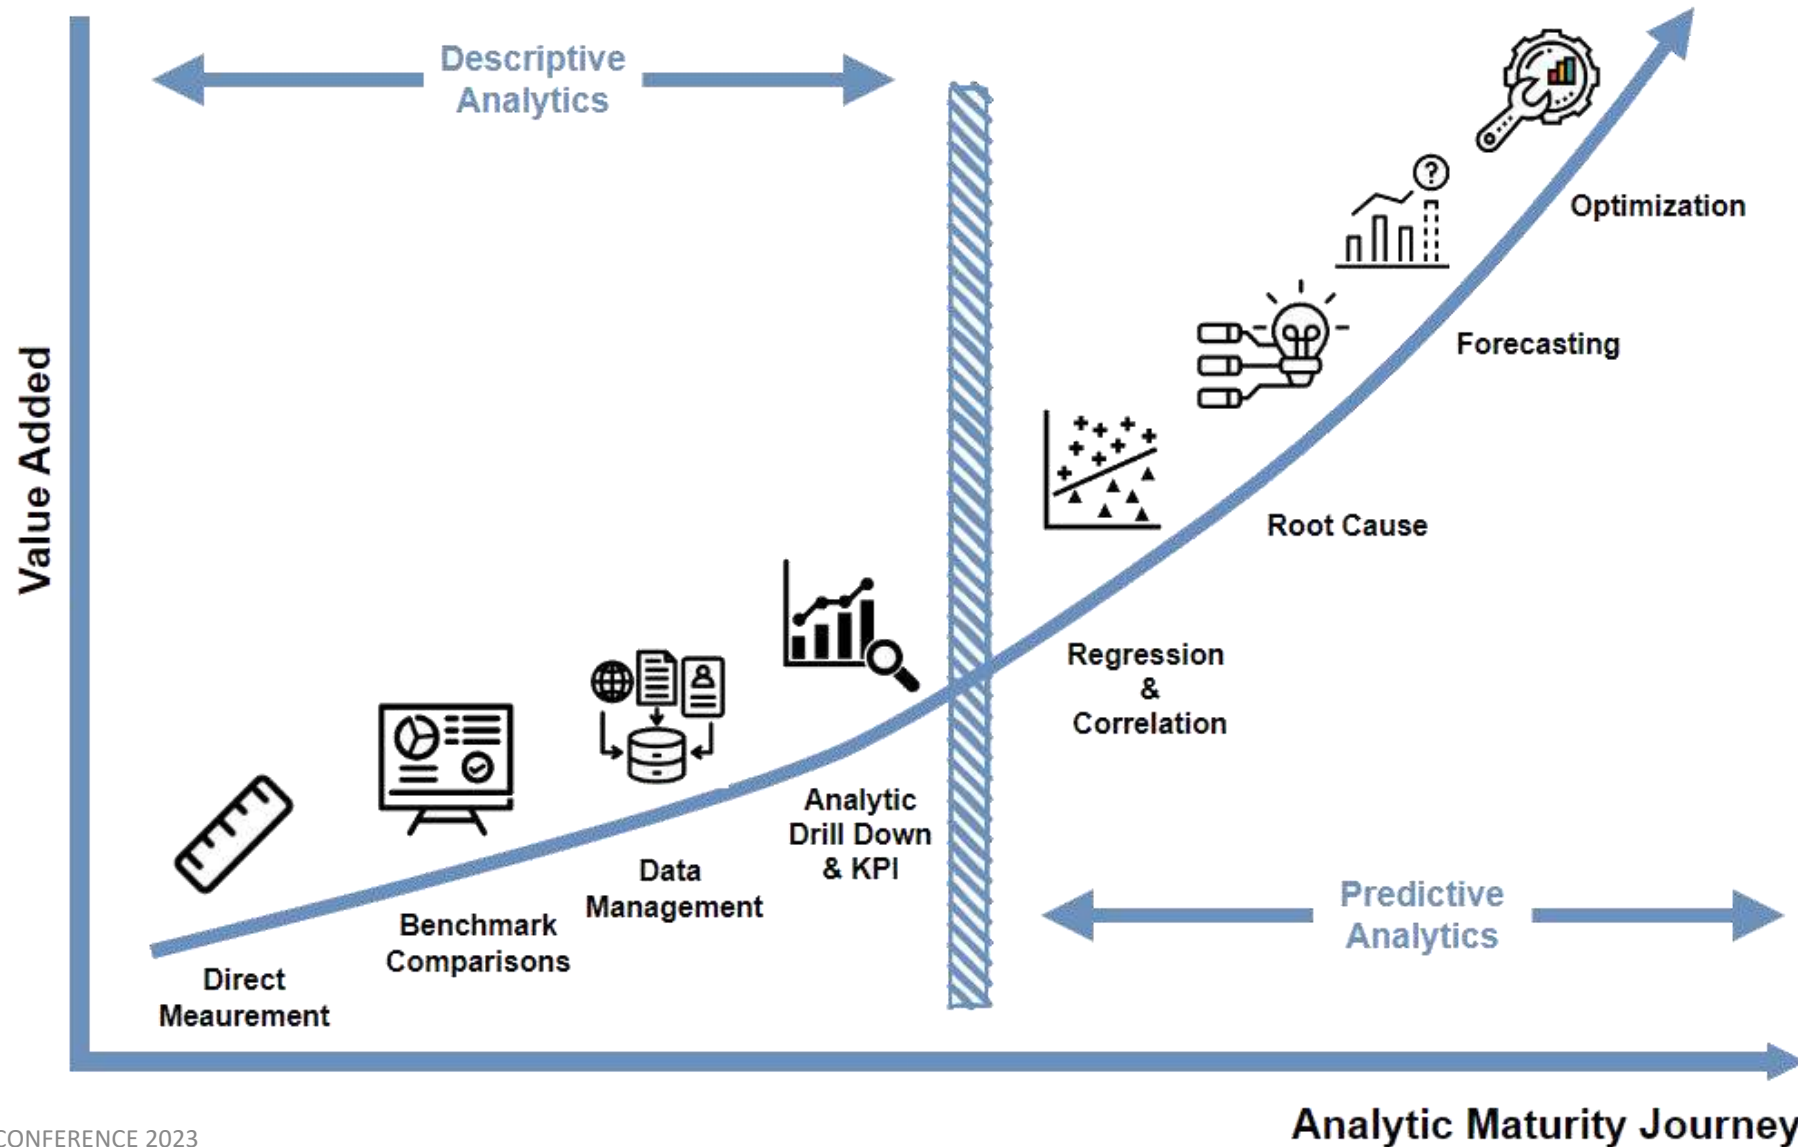 Descriptive
Analytics
?
Optimization
Forecasting
Value Added
Root Cause
Regression
&
Correlation
Analytic
Drill Down
& KPI
Data
Management
Benchmark
Comparisons
Direct
Meaurement
Predictive
Analytics
Analytic Maturity Journey
CONFERENCE 2023